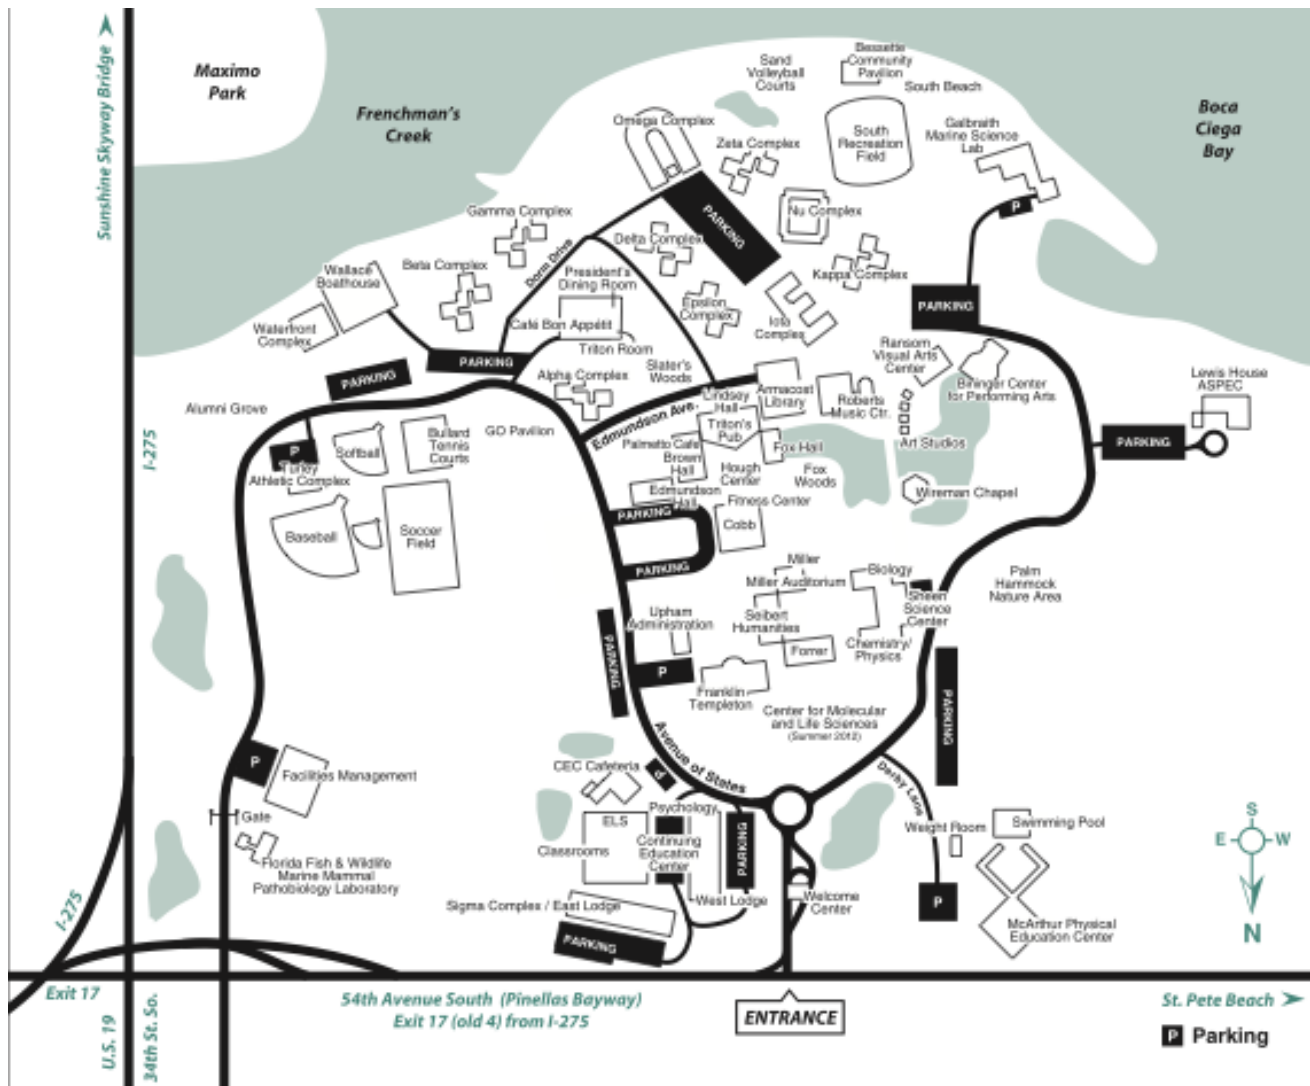 Sunshine Skyway Bridge
Maximo
Park
Frenchman's
Creek
Boca
Ciega
Bay
Sand
Volleyball
Courts
Bessette
Community
Pavilion
South Beach
South
Recreation
Field
Galbraith
Marine Science
Lab
P
Omega Complex
Zeta Complex
PARKING
Nu Complex
Gamma Complex
Delta Complex
Kappa Complex
Dorm Drive
Beta Complex
Wallace
Boathouse
President's
Dining Room
Epsilon
Complex
Iota
Complex
PARKING
Waterfront
Complex
Café Bon Appétit
Triton Room
PARKING
PARKING
Slater's
Woods
Alpha Complex
Ransom
Visual Arts
Center
Bininger Center
for Performing Arts
Lewis House
ASPEC
Armacost
Library
Roberts
Music Ctr.
Alumni Grove
Edmundson Ave.
Lindsey
Hall
Triton's
Pub
Art Studios
PARKING
I-275
P
Turley
Athletic Complex
Softball
Bullard
Tennis
Courts
GO Pavilion
Palmetto Cafe
Brown
Hall
Fox Hall
Hough
Center
Fox
Woods
Wireman Chapel
Edmundson
Hall
Fitness Center
Cobb
PARKING
PARKING
Baseball
Soccer
Field
Miller
Miller Auditorium
Biology
Sheen
Science
Center
Palm
Hammock
Nature Area
Upham
Administration
Seibert
Humanities
Forrer
Chemistry/
Physics
PARKING
P
Franklin
Templeton
Center for Molecular
and Life Sciences
(Summer 2012)
PARKING
Avenue of States
Derby Lane
P
Facilities Management
Gate
Florida Fish & Wildlife
Marine Mammal
Pathobiology Laboratory
CEC Cafeteria
P
Psychology
ELS
Classrooms
Continuing
Education
Center
PARKING
West Lodge
Sigma Complex / East Lodge
PARKING
Welcome
Center
Weight Room
Swimming Pool
P
McArthur Physical
Education Center
S
E
W
N
I-275
Exit 17
U.S. 19
34th St. So.
54th Avenue South (Pinellas Bayway)
Exit 17 (old 4) from I-275
ENTRANCE
St. Pete Beach
P Parking